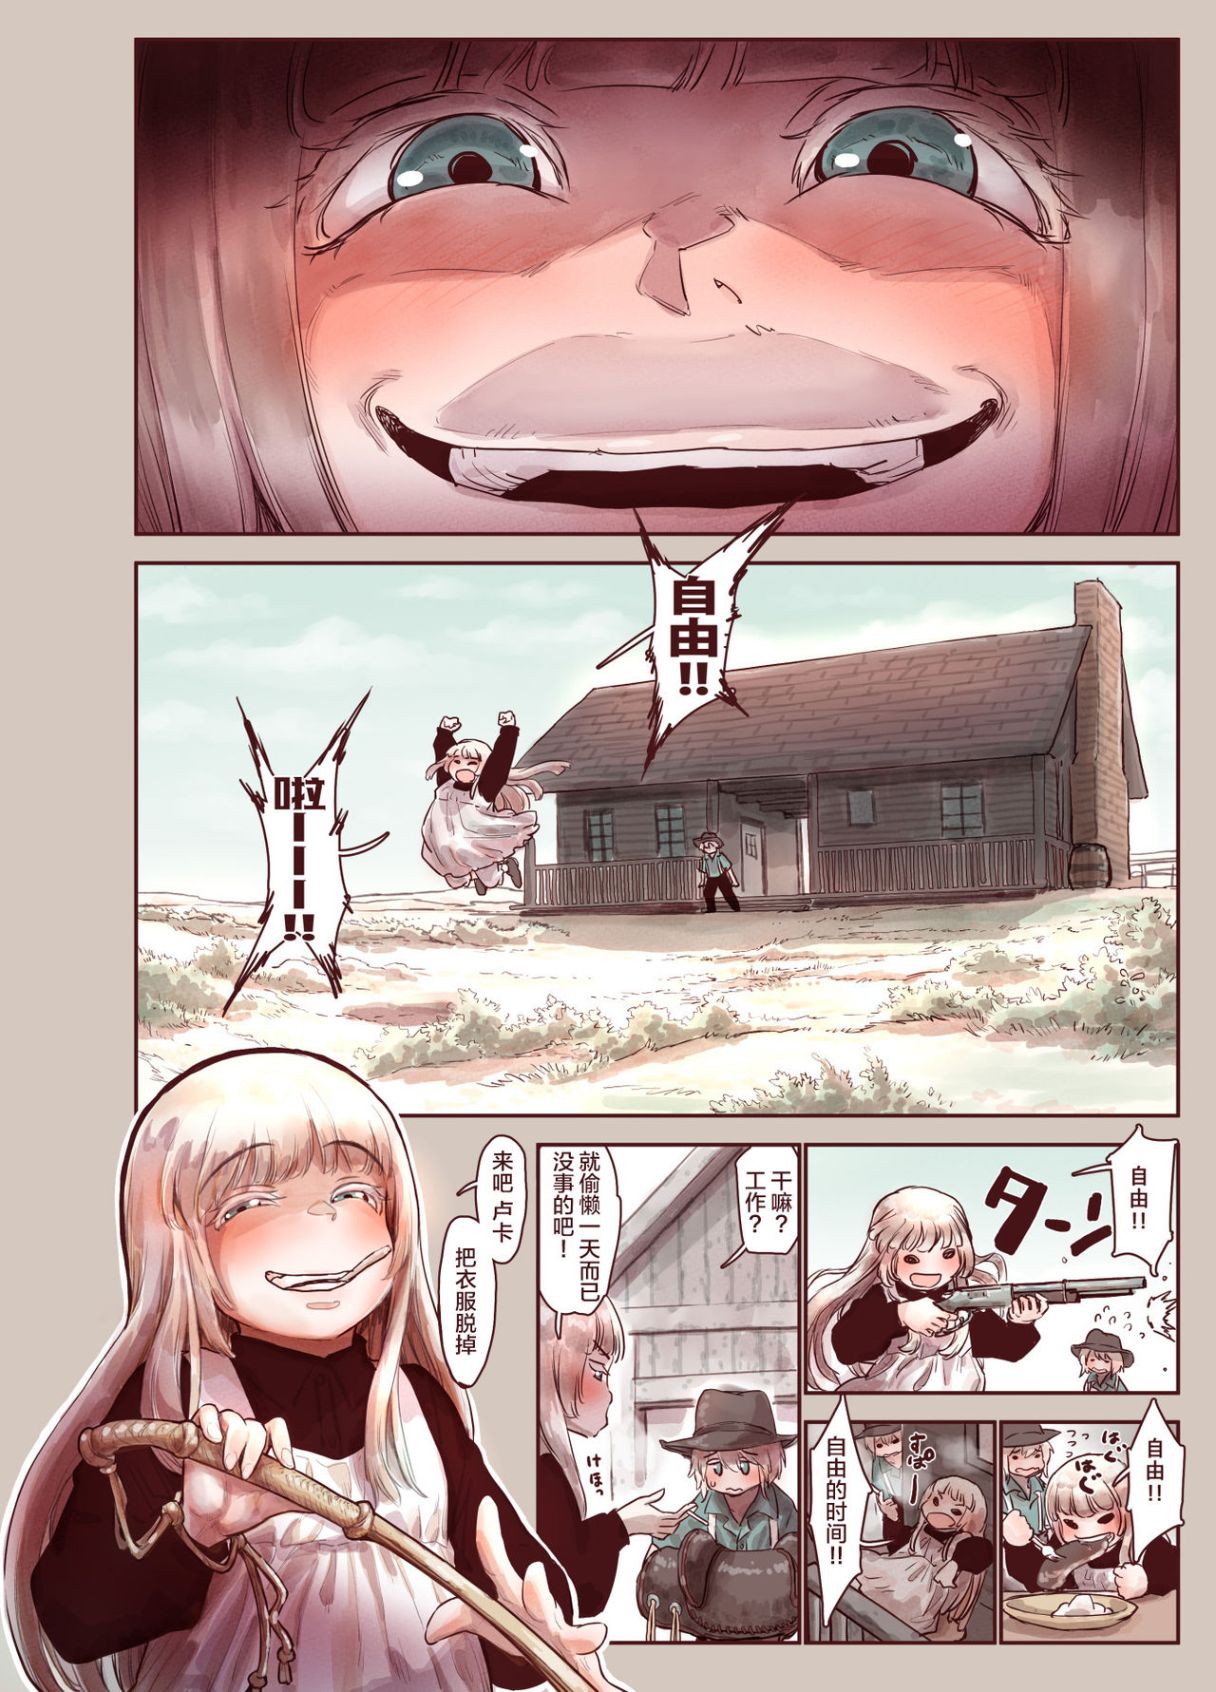 自由!!
啦———!!
自由!!
ターン
自由!!
はぐ
はぐ
自由的时间!!
すぱー
干嘛?
工作?
就偷懒一天而已
没事的吧!
けほっ
来吧 卢卡
把衣服脱掉